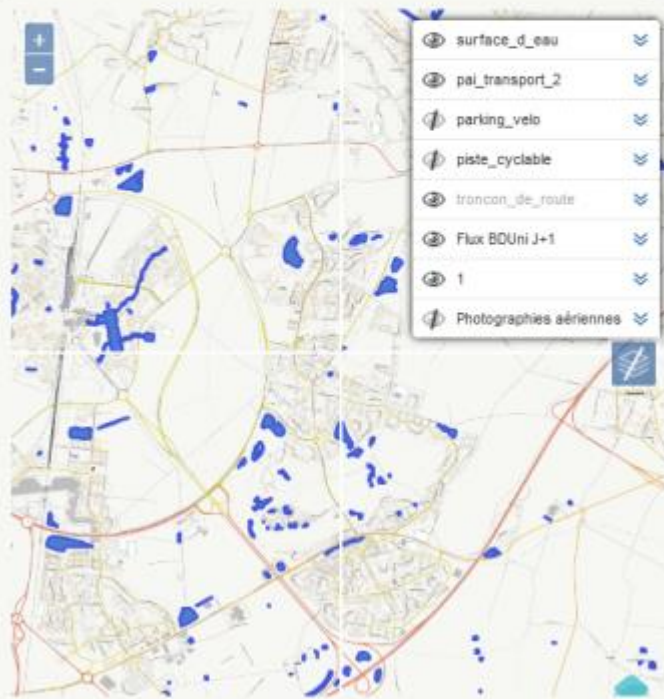 surface_d_eau
pai_transport_2
parking_velo
piste_cyclable
troncon_de_route
Flux BDUni J+1
1
Photographies aériennes